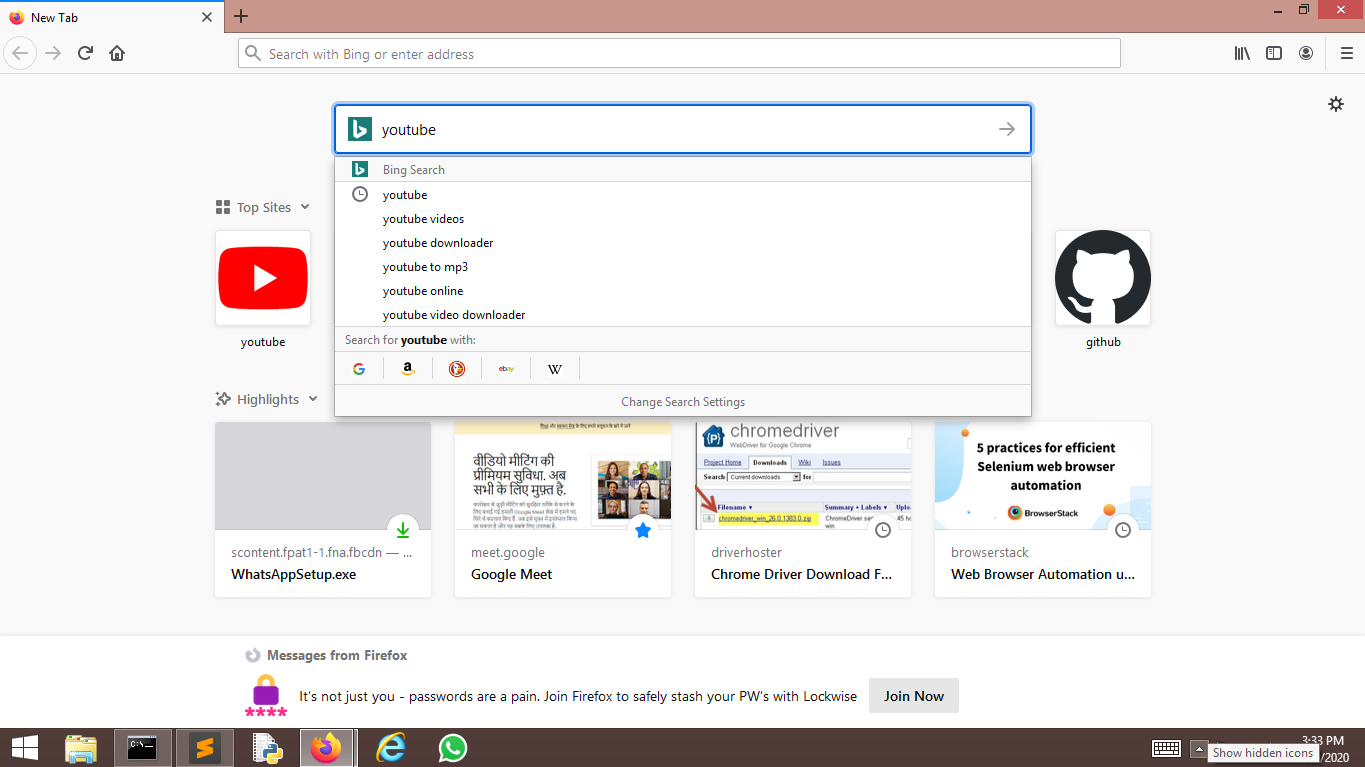 New Tab
Search with Bing or enter address
youtube
Bing Search
youtube
youtube videos
youtube downloader
youtube to mp3
youtube online
youtube video downloader
Search for youtube with:
G a ebay W
Change Search Settings
Top Sites
youtube
github
Highlights
scontent.fpat1-1.fna.fbcdn — ...
WhatsAppSetup.exe
वीडियो मीटिंग की
प्रीमियम सुविधा. अब
सभी के लिए मुफ़्त है.
meet.google
Google Meet
chromedriver
WebDriver for Google Chrome
Project Home Downloads Wiki Issues
Search Current downloads for
Filename Summary + Labels Uplo
chromedriver_win_26.0.1383.0.zip ChromeDriver 45 ho
win
driverhoster
Chrome Driver Download F...
5 practices for efficient
Selenium web browser
automation
BrowserStack
browserstack
Web Browser Automation u...
Messages from Firefox
It's not just you - passwords are a pain. Join Firefox to safely stash your PW's with Lockwise
Join Now
****
C:\
3:33 PM
/2020
Show hidden icons